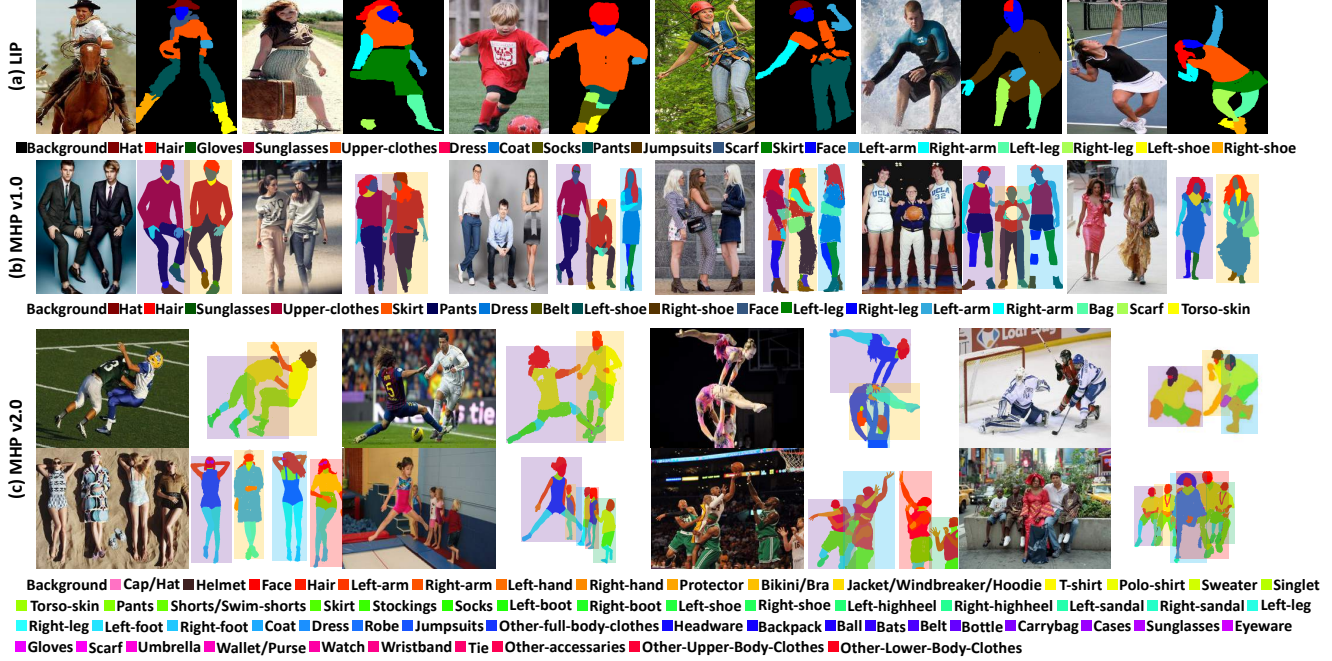 (a) LIP
Background Hat Hair Gloves Sunglasses Upper-clothes Dress Coat Socks Pants Jumpsuits Scarf Skirt Face Left-arm Right-arm Left-leg Right-leg Left-shoe Right-shoe
(b) MHP v1.0
UCLA
31
UCLA
32
Background Hat Hair Sunglasses Upper-clothes Skirt Pants Dress Belt Left-shoe Right-shoe Face Left-leg Right-leg Left-arm Right-arm Bag Scarf Torso-skin
(c) MHP v2.0
3
5
tie
Background Cap/Hat Helmet Face Hair Left-arm Right-arm Left-hand Right-hand Protector Bikini/Bra Jacket/Windbreaker/Hoodie T-shirt Polo-shirt Sweater Singlet
Torso-skin Pants Shorts/Swim-shorts Skirt Stockings Socks Left-boot Right-boot Left-shoe Right-shoe Left-highheel Right-highheel Left-sandal Right-sandal Left-leg
Right-leg Left-foot Right-foot Coat Dress Robe Jumpsuits Other-full-body-clothes Headware Backpack Ball Bats Belt Bottle Carrybag Cases Sunglasses Eyeware
Gloves Scarf Umbrella Wallet/Purse Watch Wristband Tie Other-accessaries Other-Upper-Body-Clothes Other-Lower-Body-Clothes